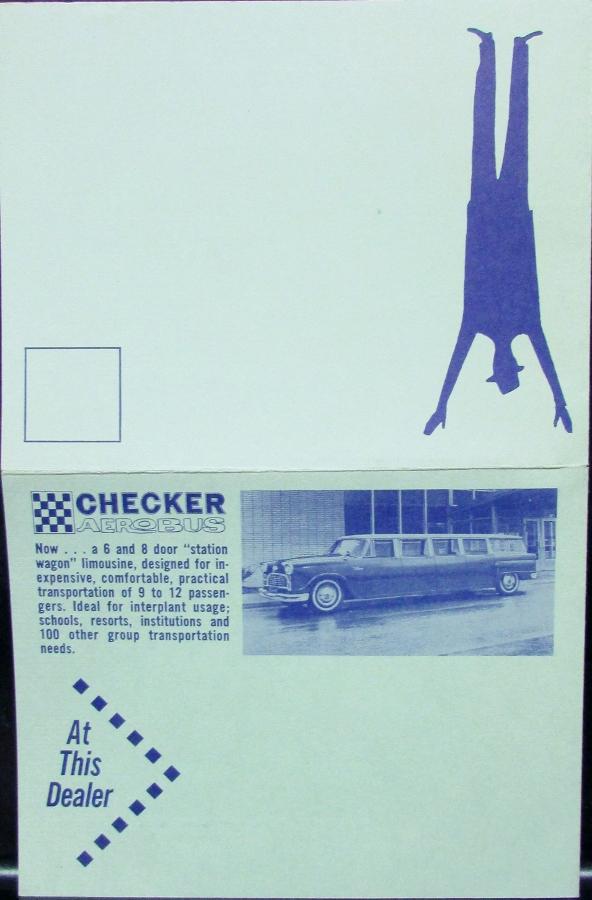 CHECKER
AEROBUS
Now . . . a 6 and 8 door “station
wagon” limousine, designed for in-
expensive, comfortable, practical
transportation of 9 to 12 passen-
gers. Ideal for interplant usage;
schools, resorts, institutions and
100 other group transportation
needs.
At
This
Dealer